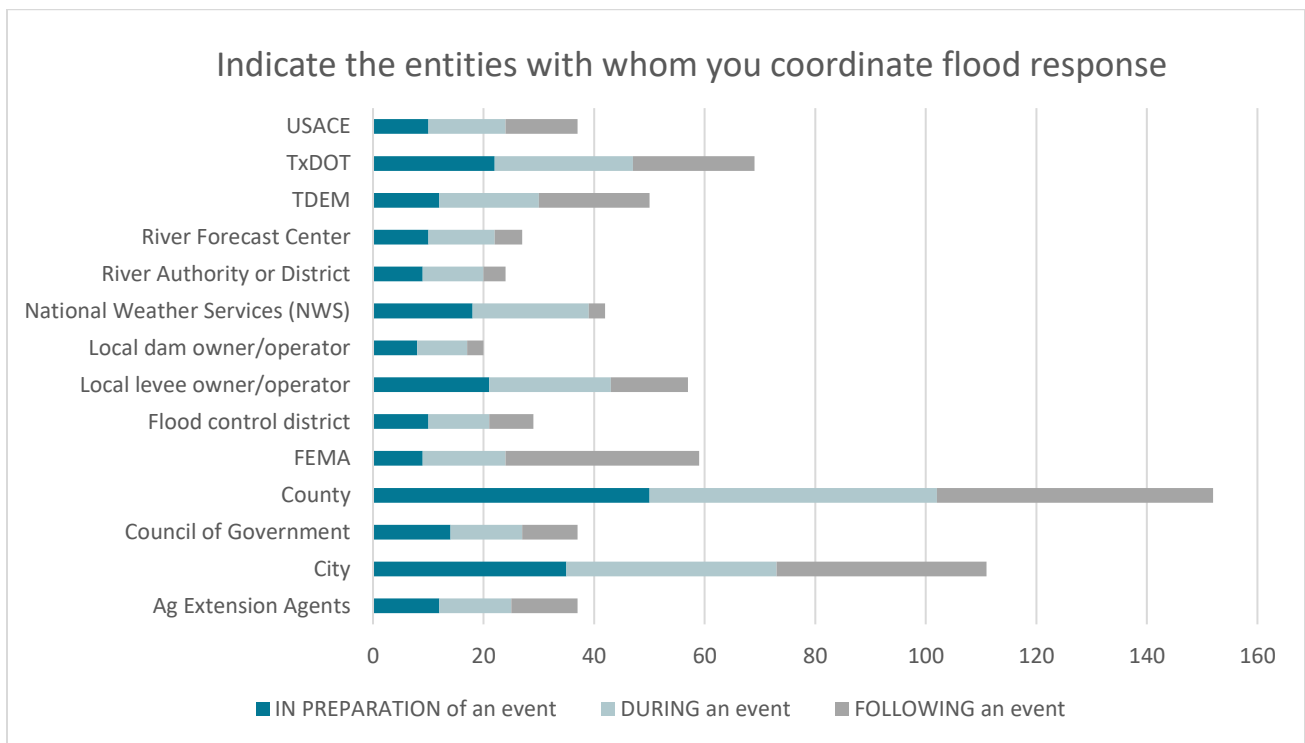 Indicate the entities with whom you coordinate flood response
USACE
TxDOT
TDEM
River Forecast Center
River Authority or District
National Weather Services (NWS)
Local dam owner/operator
Local levee owner/operator
Flood control district
FEMA
County
Council of Government
City
Ag Extension Agents
0 20 40 60 80 100 120 140 160
IN PREPARATION of an event DURING an event FOLLOWING an event